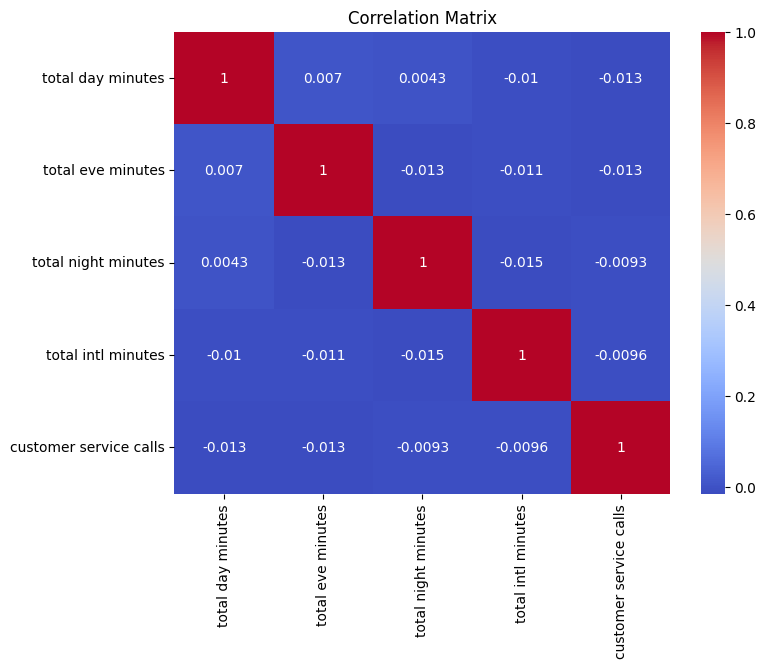 Correlation Matrix
total day minutes 1 0.007 0.0043 -0.01 -0.013
total eve minutes 0.007 1 -0.013 -0.011 -0.013
total night minutes 0.0043 -0.013 1 -0.015 -0.0093
total intl minutes -0.01 -0.011 -0.015 1 -0.0096
customer service calls -0.013 -0.013 -0.0093 -0.0096 1
total day minutes
total eve minutes
total night minutes
total intl minutes
customer service calls
1.0
0.8
0.6
0.4
0.2
0.0